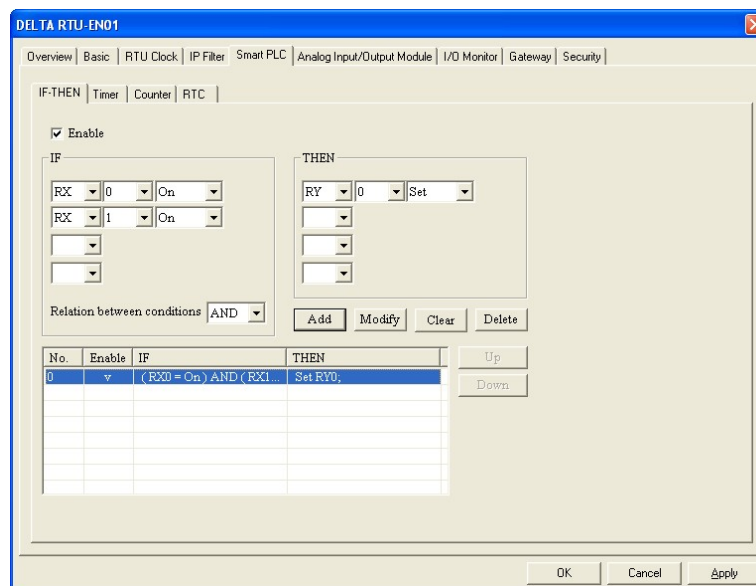 DELTA RTU-EN01
Overview Basic RTU Clock IP Filter Smart PLC Analog Input/Output Module I/O Monitor Gateway Security
IF-THEN Timer Counter RTC
Enable
IF THEN
RX 0 On RY 0 Set
RX 1 On
Relation between conditions AND Add Modify Clear Delete
No. Enable IF THEN Up
0 v (RX0 = On) AND (RX1... Set RY0;
Down
OK Cancel Apply